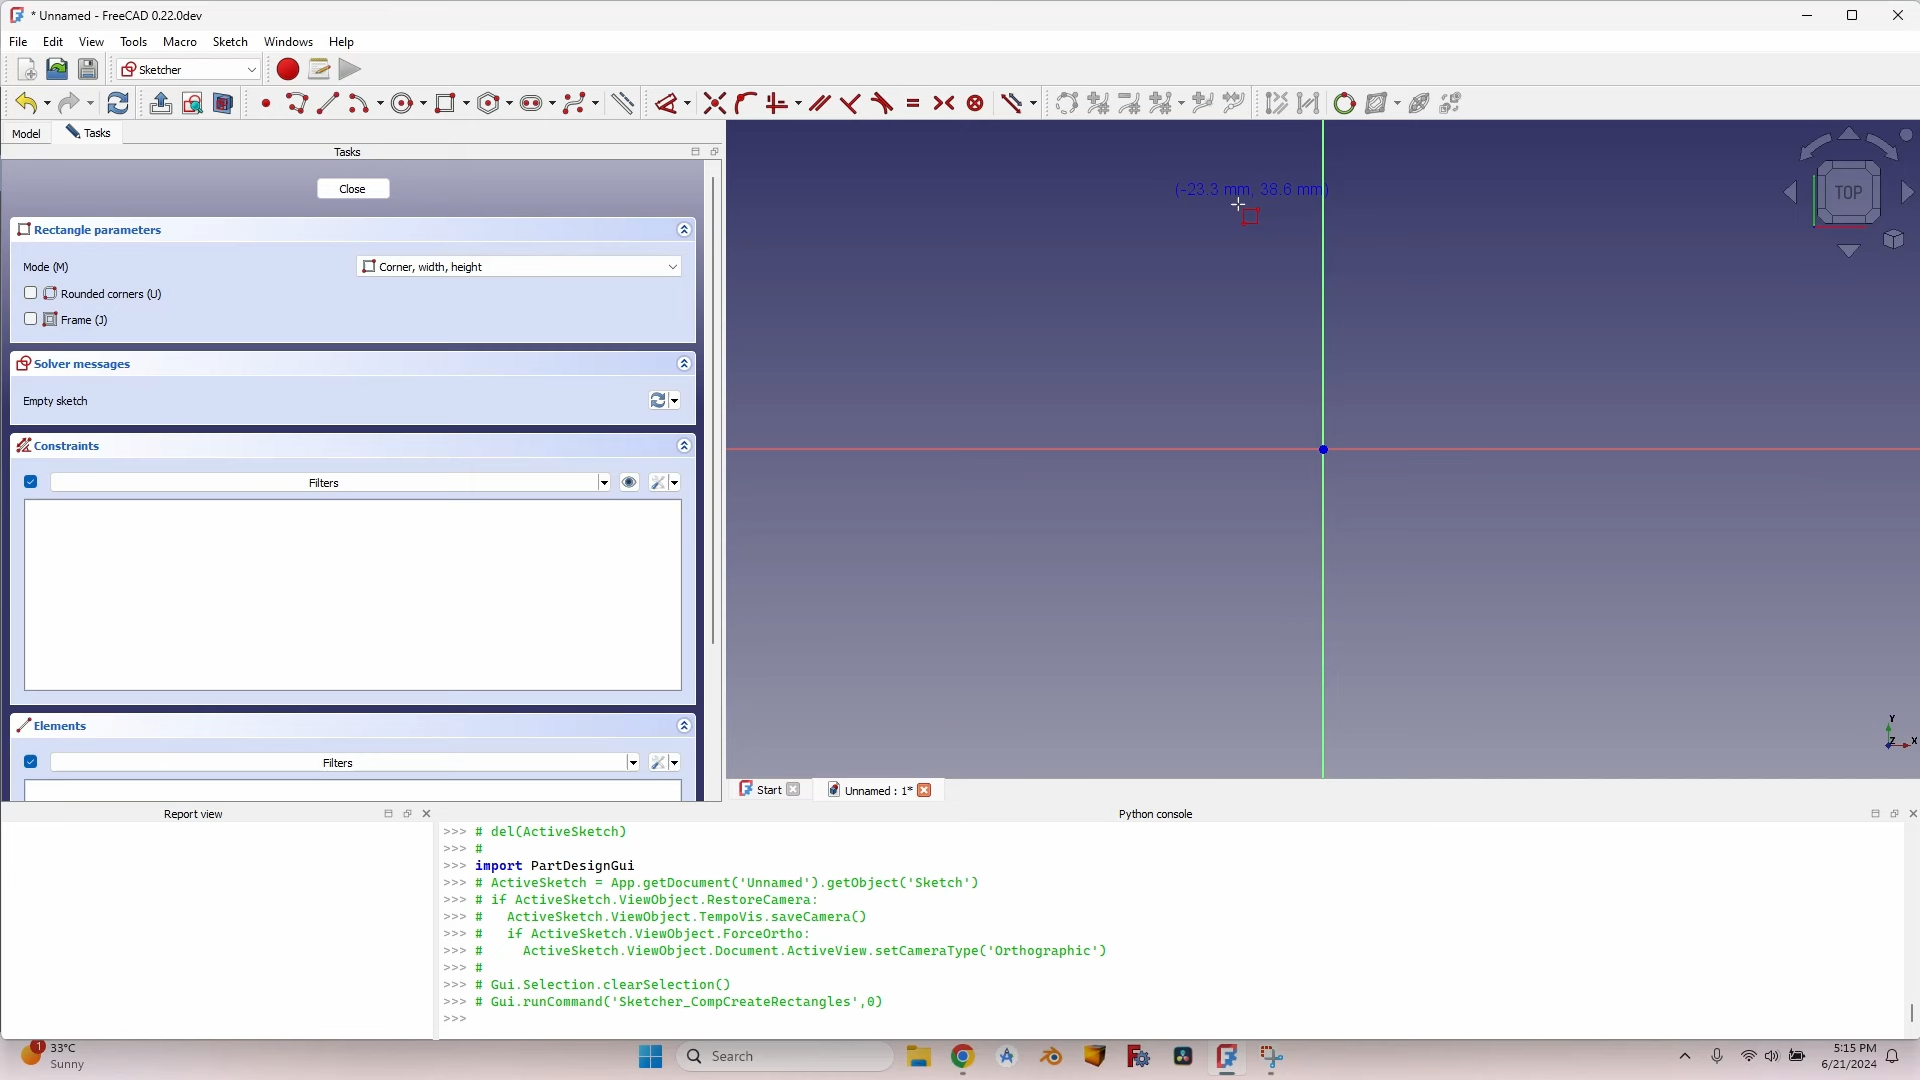 * Unnamed - FreeCAD 0.22.0dev
File Edit View Tools Macro Sketch Windows Help
Sketcher
Model Tasks
Tasks
Close
Rectangle parameters
Mode (M) Corner, width, height
Rounded corners (U)
Frame (J)
Solver messages
Empty sketch
Constraints
Filters
Elements
Filters
(-23.3 mm, 38.6 mm)
TOP
Y
Z X
Start Unnamed : 1*
Report view
Python console
>>> # del(ActiveSketch)
>>> #
>>> import PartDesignGui
>>> # ActiveSketch = App.getDocument('Unnamed').getObject('Sketch')
>>> # if ActiveSketch.ViewObject.RestoreCamera:
>>> #   ActiveSketch.ViewObject.TempoVis.saveCamera()
>>> #   if ActiveSketch.ViewObject.ForceOrtho:
>>> #     ActiveSketch.ViewObject.Document.ActiveView.setCameraType('Orthographic')
>>> #
>>> # Gui.Selection.clearSelection()
>>> # Gui.runCommand('Sketcher_CompCreateRectangles',0)
>>>
1
33°C
Sunny
Search
5:15 PM
6/21/2024